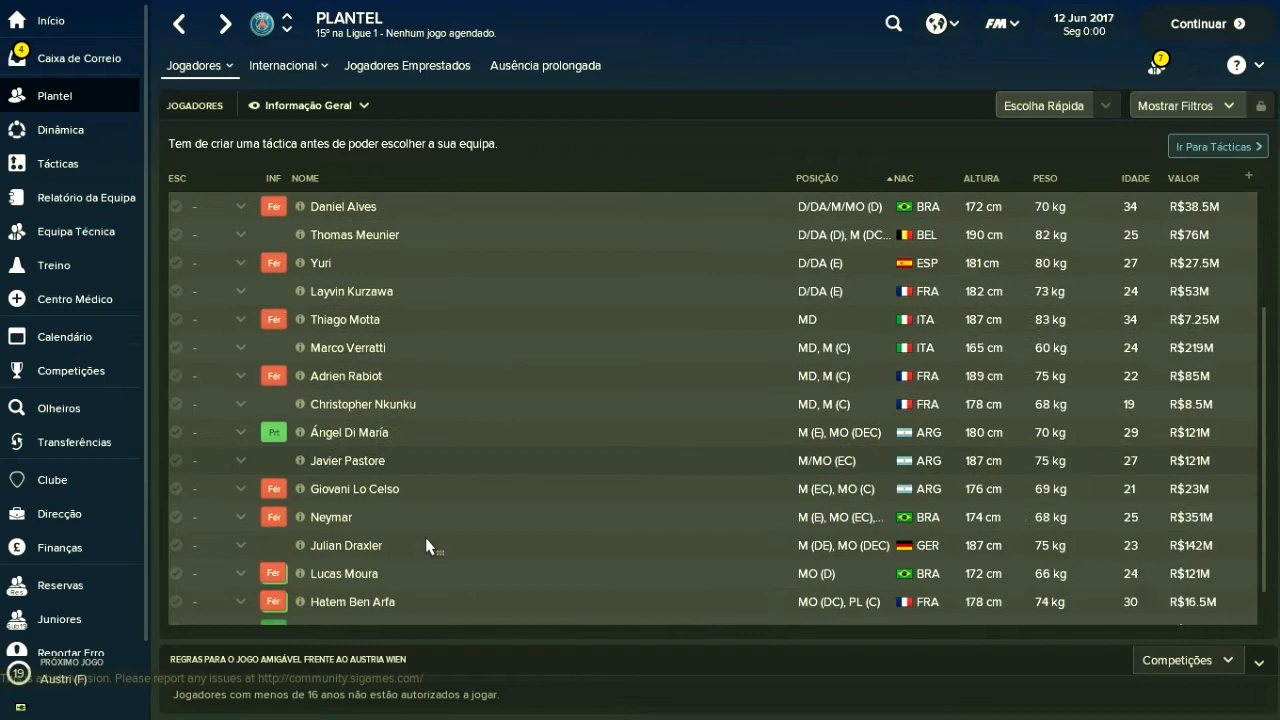 Início
4
Caixa de Correio
Plantel
Dinâmica
Tácticas
Relatório da Equipa
Equipa Técnica
Treino
Centro Médico
Calendário
Competições
Olheiros
Transferências
Clube
Direcção
Finanças
Reservas
Juniores
Reportar Erro
PRÓXIMO JOGO
19
Austri (F)
PLANTEL
15º na Ligue 1 - Nenhum jogo agendado.
FM
12 Jun 2017
Seg 0:00
Continuar
Jogadores Internacional Jogadores Emprestados Ausência prolongada
7
?
JOGADORES Informação Geral Escolha Rápida Mostrar Filtros
Tem de criar uma táctica antes de poder escolher a sua equipa. Ir Para Tácticas
ESC INF NOME POSIÇÃO NAC ALTURA PESO IDADE VALOR +
- Fér Daniel Alves D/DA/M/MO (D) BRA 172 cm 70 kg 34 R$38.5M
- Thomas Meunier D/DA (D), M (DC... BEL 190 cm 82 kg 25 R$76M
- Fér Yuri D/DA (E) ESP 181 cm 80 kg 27 R$27.5M
- Layvin Kurzawa D/DA (E) FRA 182 cm 73 kg 24 R$53M
- Fér Thiago Motta MD ITA 187 cm 83 kg 34 R$7.25M
- Marco Verratti MD, M (C) ITA 165 cm 60 kg 24 R$219M
- Fér Adrien Rabiot MD, M (C) FRA 189 cm 75 kg 22 R$85M
- Christopher Nkunku MD, M (C) FRA 178 cm 68 kg 19 R$8.5M
- Prt Ángel Di María M (E), MO (DEC) ARG 180 cm 70 kg 29 R$121M
- Javier Pastore M/MO (EC) ARG 187 cm 75 kg 27 R$121M
- Fér Giovani Lo Celso M (EC), MO (C) ARG 176 cm 69 kg 21 R$23M
- Fér Neymar M (E), MO (EC),... BRA 174 cm 68 kg 25 R$351M
- Julian Draxler M (DE), MO (DEC) GER 187 cm 75 kg 23 R$142M
- Fér Lucas Moura MO (D) BRA 172 cm 66 kg 24 R$121M
- Fér Hatem Ben Arfa MO (DC), PL (C) FRA 178 cm 74 kg 30 R$16.5M
REGRAS PARA O JOGO AMIGÁVEL FRENTE AO AUSTRIA WIEN Competições
version. Please report any issues at http://community.sigames.com/
Jogadores com menos de 16 anos não estão autorizados a jogar.